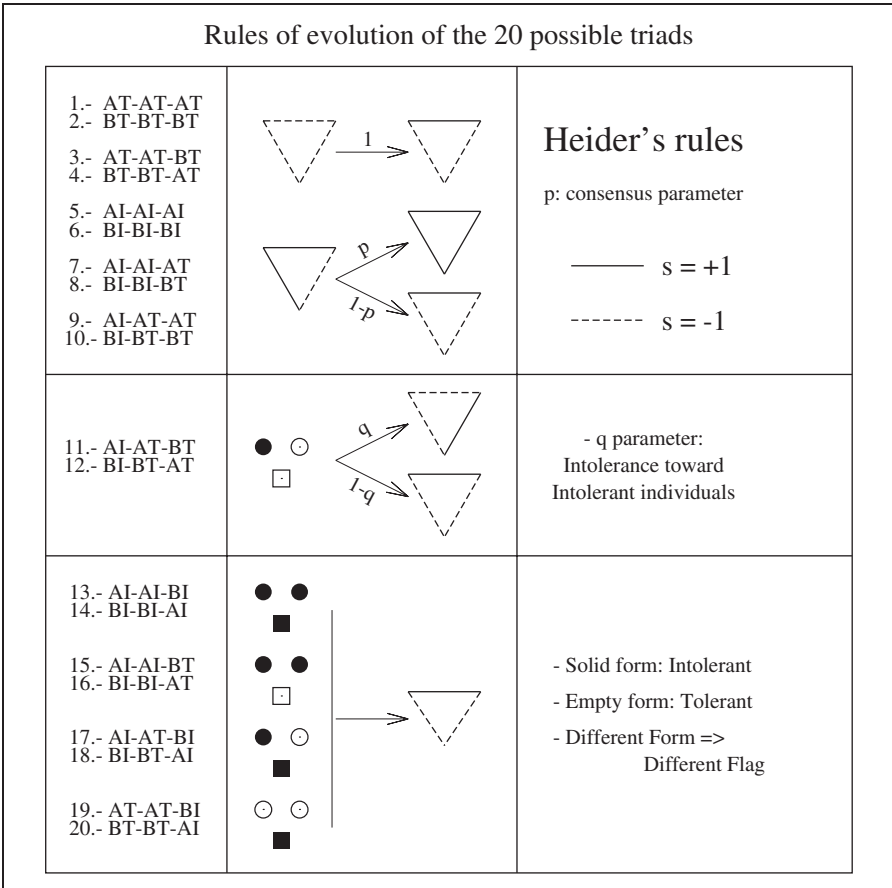 Rules of evolution of the 20 possible triads
1.- AT-AT-AT
2.- BT-BT-BT
3.- AT-AT-BT
4.- BT-BT-AT
5.- AI-AI-AI
6.- BI-BI-BI
7.- AI-AI-AT
8.- BI-BI-BT
9.- AI-AT-AT
10.- BI-BT-BT
1
p
1-p
Heider's rules
p: consensus parameter
s = +1
s = -1
11.- AI-AT-BT
12.- BI-BT-AT
q
1-q
- q parameter:
Intolerance toward
Intolerant individuals
13.- AI-AI-BI
14.- BI-BI-AI
15.- AI-AI-BT
16.- BI-BI-AT
17.- AI-AT-BI
18.- BI-BT-AI
19.- AT-AT-BI
20.- BT-BT-AI
- Solid form: Intolerant
- Empty form: Tolerant
- Different Form =>
Different Flag